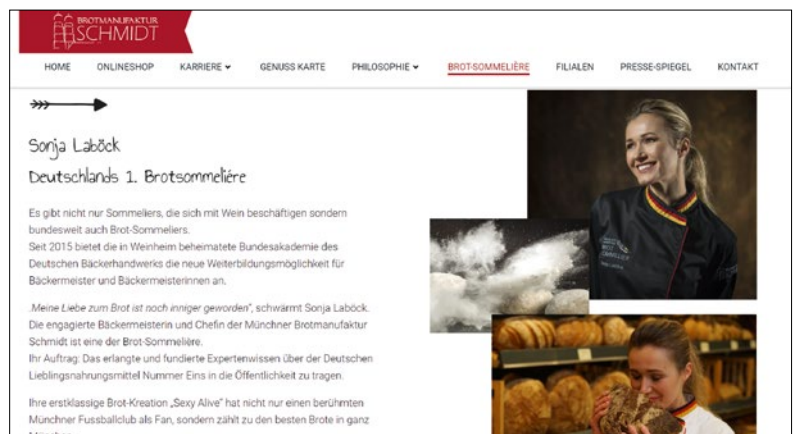 BROTMANUFAKTUR
SCHMIDT
HOME ONLINESHOP KARRIERE GENUSS KARTE PHILOSOPHIE BROT-SOMMELIÈRE FILIALEN PRESSE-SPIEGEL KONTAKT
Sonja Laböck
Deutschlands 1. Brotsommeliére
Es gibt nicht nur Sommeliers, die sich mit Wein beschäftigen sondern
bundesweit auch Brot-Sommeliers.
Seit 2015 bietet die in Weinheim beheimatete Bundesakademie des
Deutschen Bäckerhandwerks die neue Weiterbildungsmöglichkeit für
Bäckermeister und Bäckermeisterinnen an.
„Meine Liebe zum Brot ist noch inniger geworden", schwärmt Sonja Laböck.
Die engagierte Bäckermeisterin und Chefin der Münchner Brotmanufaktur
Schmidt ist eine der Brot-Sommelière.
Ihr Auftrag: Das erlangte und fundierte Expertenwissen über der Deutschen
Lieblingsnahrungsmittel Nummer Eins in die Öffentlichkeit zu tragen.
Ihre erstklassige Brot-Kreation „Sexy Alive" hat nicht nur einen berühmten
Münchner Fussballclub als Fan, sondern zählt zu den besten Brote in ganz